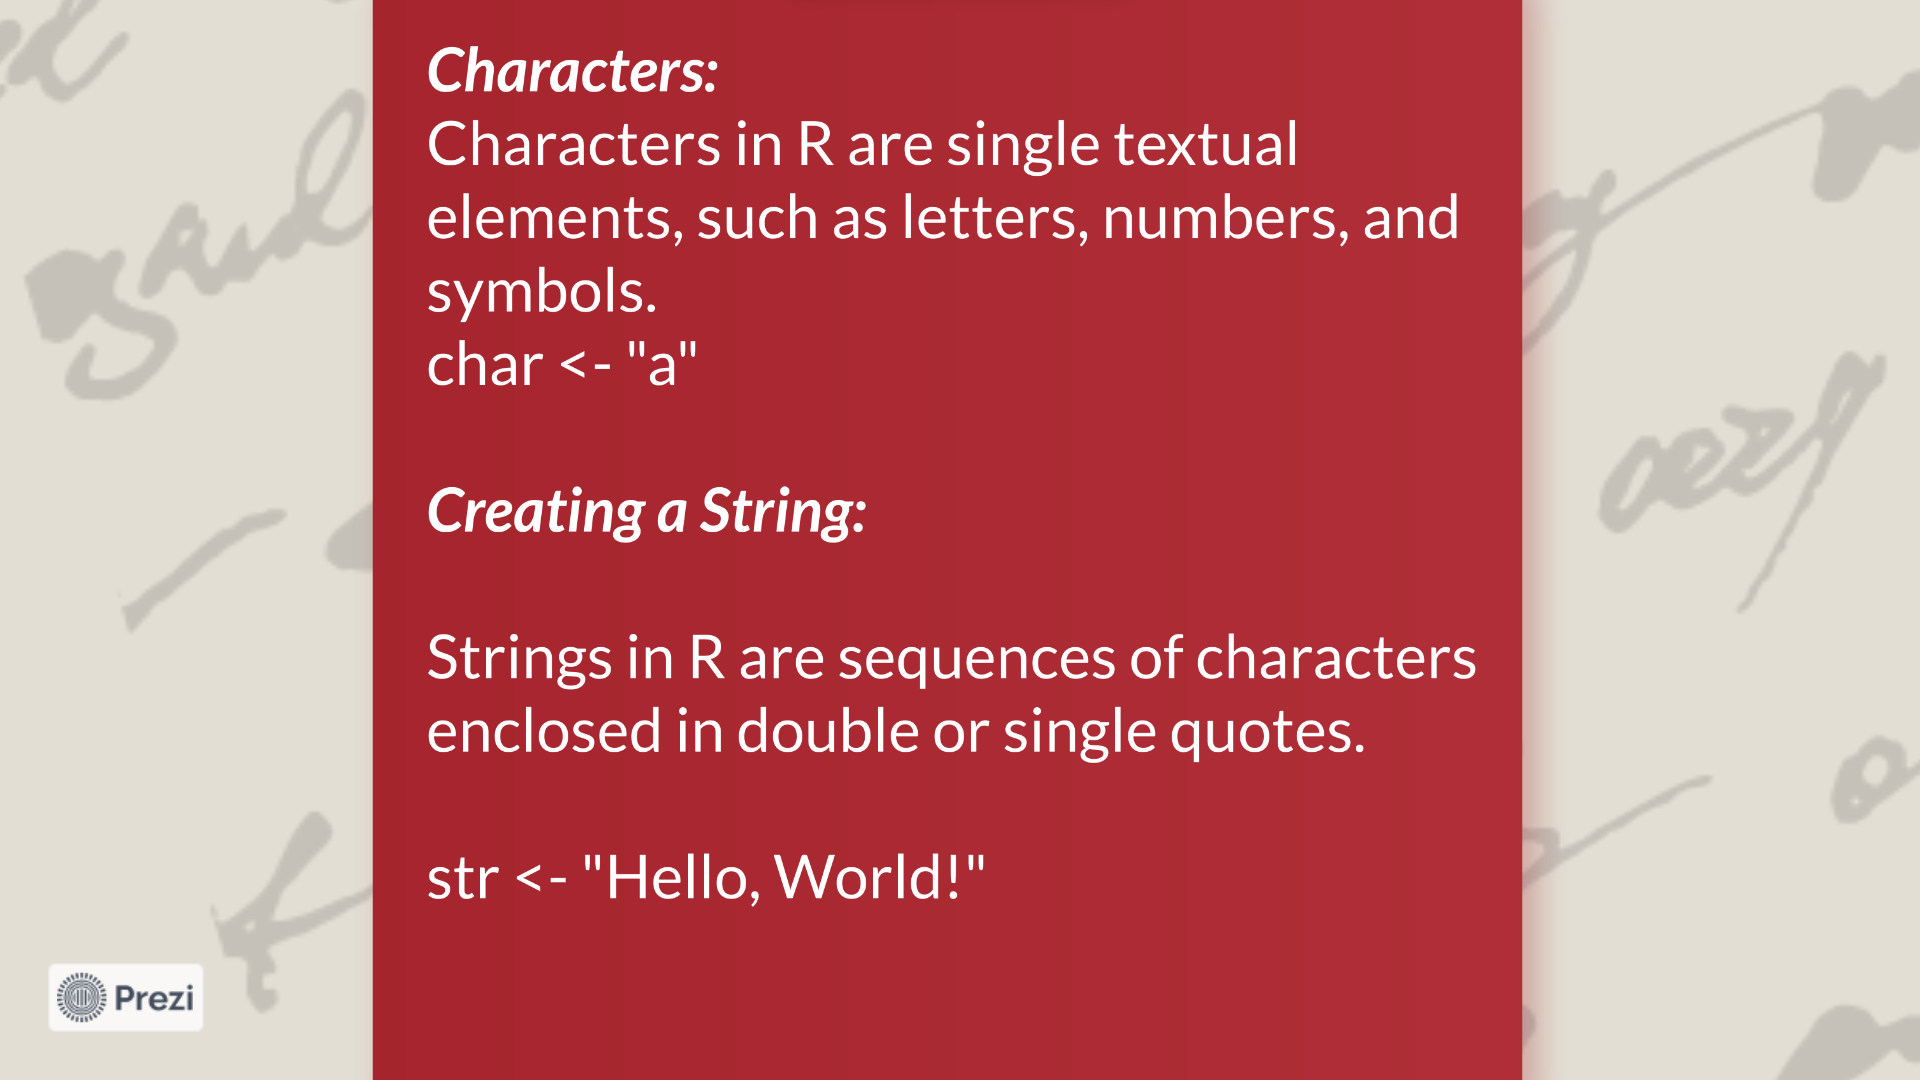 Characters:
Characters in R are single textual
elements, such as letters, numbers, and
symbols.
char <- "a"
Creating a String:
Strings in R are sequences of characters
enclosed in double or single quotes.
str <- "Hello, World!"
Prezi